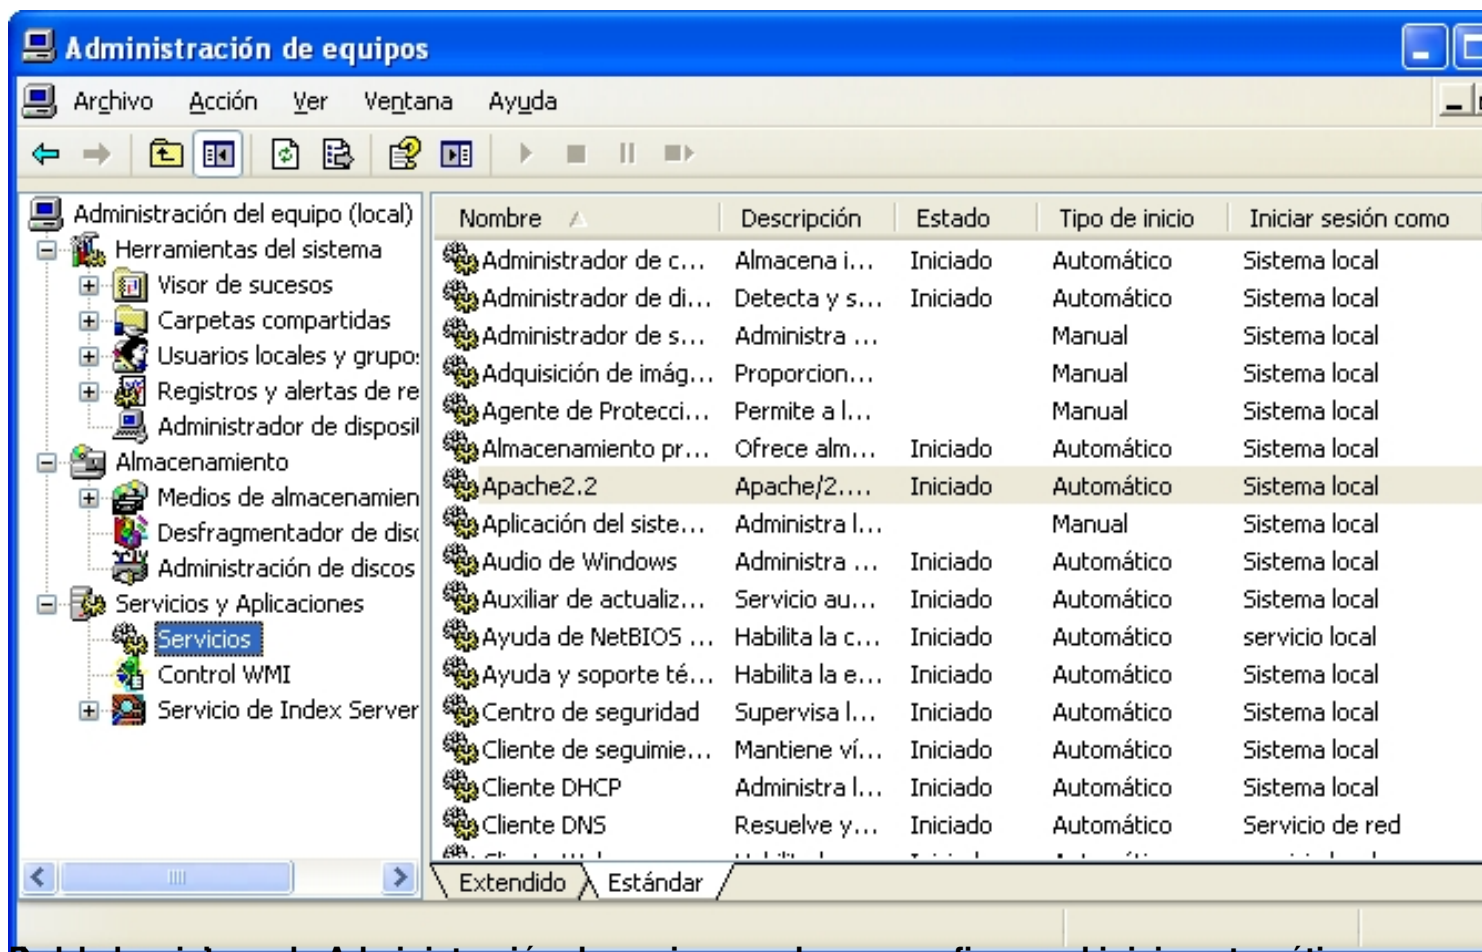 Administración de equipos
Archivo Acción Ver Ventana Ayuda
Administración del equipo (local)
Herramientas del sistema
Visor de sucesos
Carpetas compartidas
Usuarios locales y grupo
Registros y alertas de re
Administrador de disposit
Almacenamiento
Medios de almacenamien
Desfragmentador de disc
Administración de discos
Servicios y Aplicaciones
Servicios
Control WMI
Servicio de Index Server
Nombre Descripción Estado Tipo de inicio Iniciar sesión como
Administrador de c... Almacena i... Iniciado Automático Sistema local
Administrador de di... Detecta y s... Iniciado Automático Sistema local
Administrador de s... Administra ... Manual Sistema local
Adquisición de imág... Proporcion... Manual Sistema local
Agente de Protecci... Permite a l... Manual Sistema local
Almacenamiento pr... Ofrece alm... Iniciado Automático Sistema local
Apache2.2 Apache/2.... Iniciado Automático Sistema local
Aplicación del siste... Administra l... Manual Sistema local
Audio de Windows Administra ... Iniciado Automático Sistema local
Auxiliar de actualiz... Servicio au... Iniciado Automático Sistema local
Ayuda de NetBIOS ... Habilita la c... Iniciado Automático servicio local
Ayuda y soporte té... Habilita la e... Iniciado Automático Sistema local
Centro de seguridad Supervisa l... Iniciado Automático Sistema local
Cliente de seguimie... Mantiene ví... Iniciado Automático Sistema local
Cliente DHCP Administra l... Iniciado Automático Sistema local
Cliente DNS Resuelve y... Iniciado Automático Servicio de red
Extendido Estándar